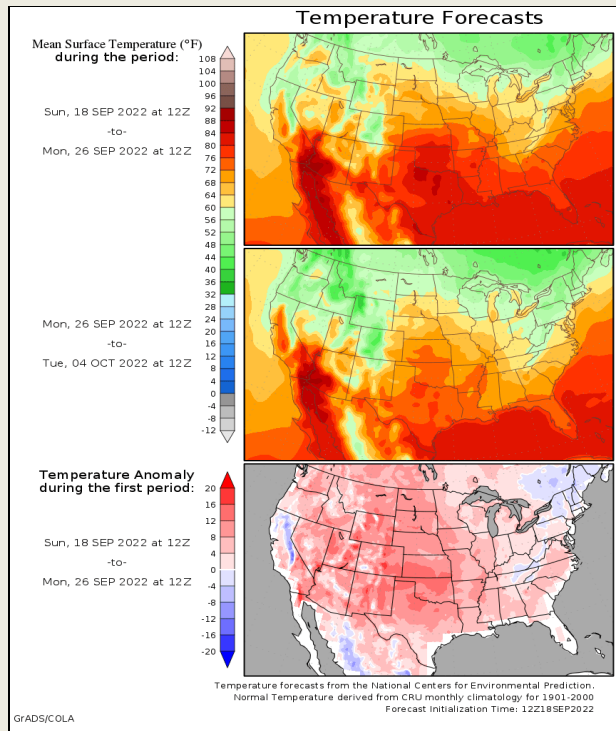 Temperature Forecasts
Mean Surface Temperature (°F)
during the period:
Sun, 18 SEP 2022 at 12Z
-to-
Mon, 26 SEP 2022 at 12Z
108
104
100
96
92
88
84
80
76
72
68
64
60
56
52
48
44
40
36
32
28
24
20
16
12
8
4
0
-4
-8
-12
Mon, 26 SEP 2022 at 12Z
-to-
Tue, 04 OCT 2022 at 12Z
Temperature Anomaly
during the first period:
Sun, 18 SEP 2022 at 12Z
-to-
Mon, 26 SEP 2022 at 12Z
20
16
12
8
4
0
-4
-8
-12
-16
-20
Temperature forecasts from the National Centers for Environmental Prediction.
Normal Temperature derived from CRU monthly climatology for 1901-2000
Forecast Initialization Time: 12Z18SEP2022
GrADS/COLA